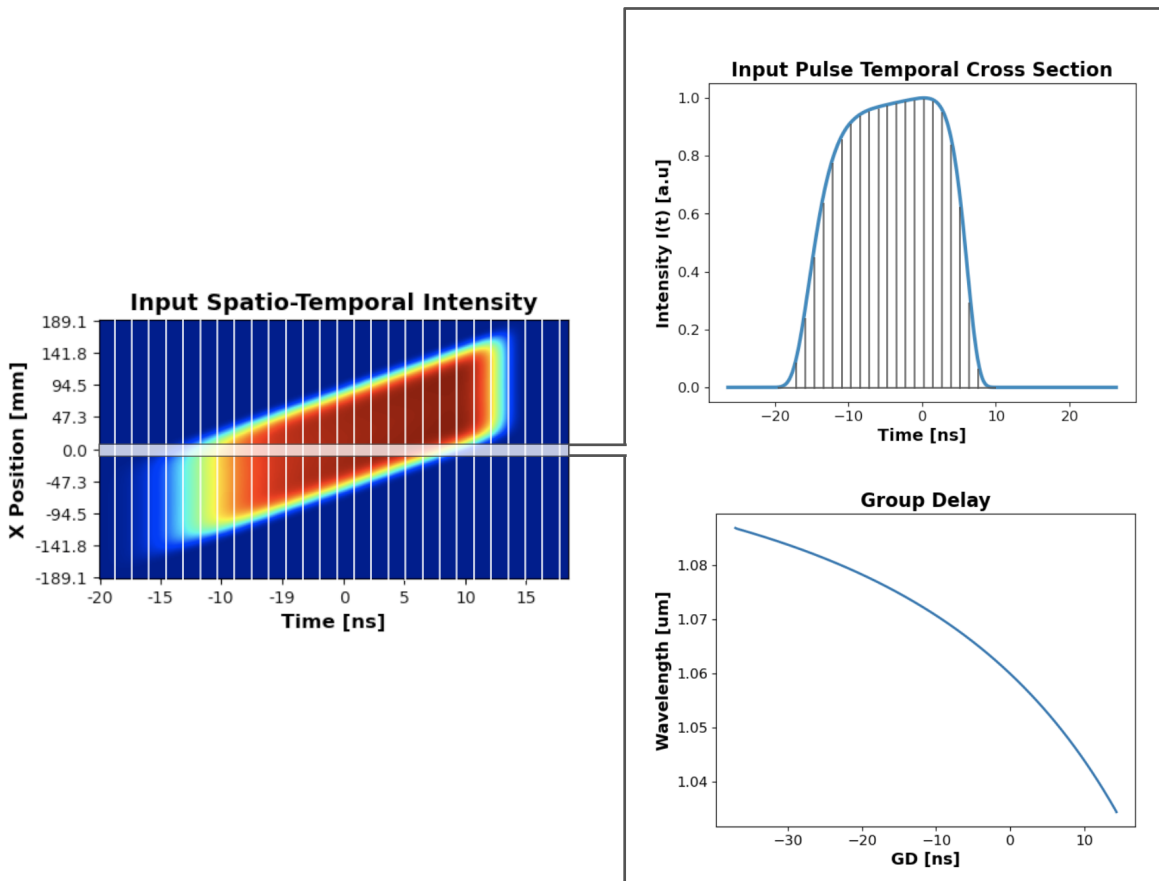 Input Spatio-Temporal Intensity
X Position [mm]
189.1
141.8
94.5
47.3
0.0
-47.3
-94.5
-141.8
-189.1
-20 -15 -10 -19 0 5 10 15
Time [ns]
Input Pulse Temporal Cross Section
Intensity I(t) [a.u]
1.0
0.8
0.6
0.4
0.2
0.0
−20 −10 0 10 20
Time [ns]
Group Delay
Wavelength [um]
1.08
1.07
1.06
1.05
1.04
−30 −20 −10 0 10
GD [ns]